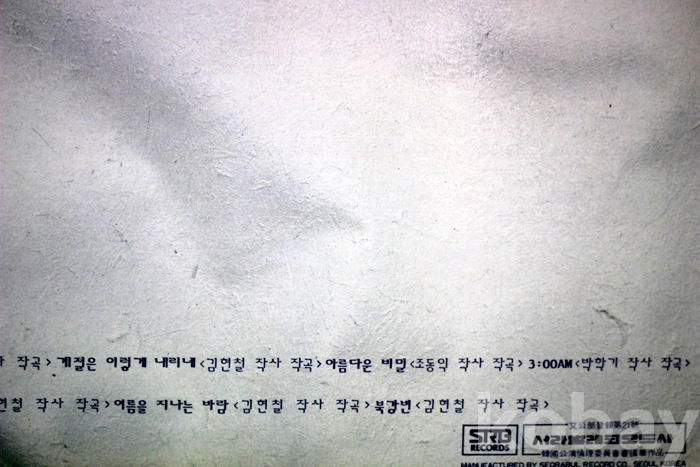 작곡> 계절은 이렇게 내리네<김현철 작사 작곡>아름다운 비밀<조동익 작사 작곡>3:00AM<박학기 작사 작곡>
현철 작사 작곡>여름을 지나는 바람<김현철 작사 작곡>북강변<김현철 작사 작곡>
kobay
SRB
RECORDS
서라벌레코오드사
MANUFACTURED BY SEORABUL RECORD CO. SEOUL KOREA